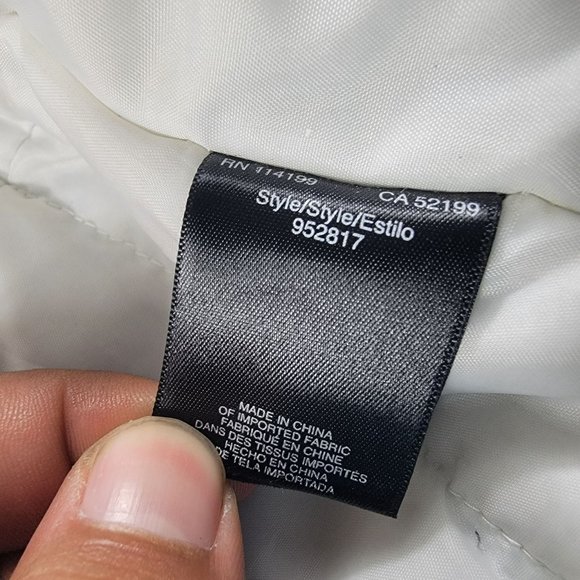 RN 114199 CA 52199
Style/Style/Estilo
952817
MADE IN CHINA
OF IMPORTED FABRIC
FABRIQUÉ EN CHINE
DANS DES TISSUS IMPORTÉS
HECHO EN CHINA
DE TELA IMPORTADA